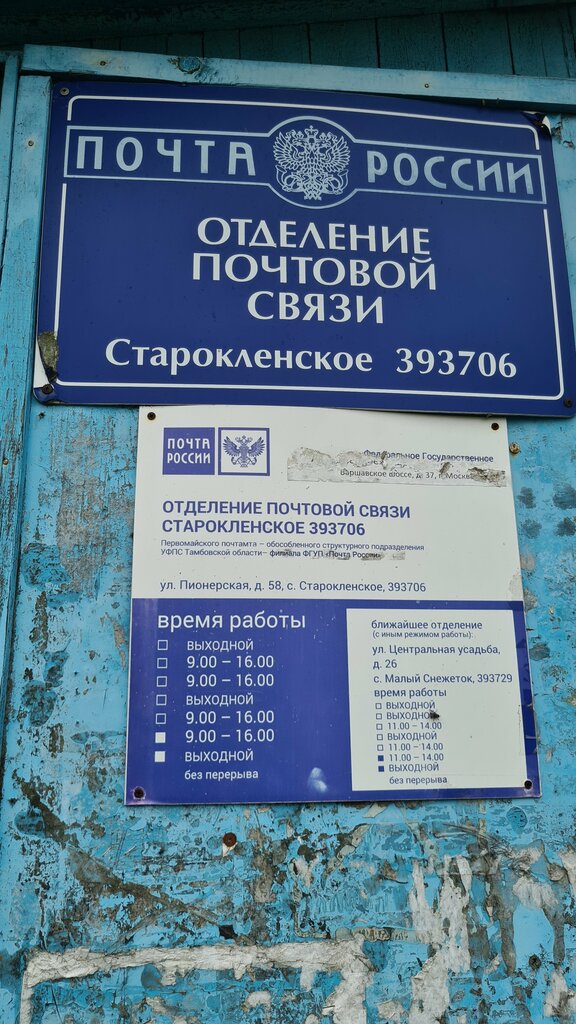 ПОЧТА РОССИИ
ОТДЕЛЕНИЕ
ПОЧТОВОЙ
СВЯЗИ
Старокленское 393706
ПОЧТА
РОССИИ
Федеральное Государственное
Варшавское шоссе, д. 37, г. Москва
ОТДЕЛЕНИЕ ПОЧТОВОЙ СВЯЗИ
СТАРОКЛЕНСКОЕ 393706
Первомайского почтамта – обособленного структурного подразделения
УФПС Тамбовской области – филиала ФГУП «Почта России»
ул. Пионерская, д. 58, с. Старокленское, 393706
время работы
ВЫХОДНОЙ
9.00 – 16.00
9.00 – 16.00
ВЫХОДНОЙ
9.00 – 16.00
9.00 – 16.00
ВЫХОДНОЙ
без перерыва
ближайшее отделение
(с иным режимом работы):
ул. Центральная усадьба,
д. 26
с. Малый Снежеток, 393729
время работы
ВЫХОДНОЙ
ВЫХОДНОЙ
11.00 – 14.00
ВЫХОДНОЙ
11.00 – 14.00
11.00 – 14.00
ВЫХОДНОЙ
без перерыва